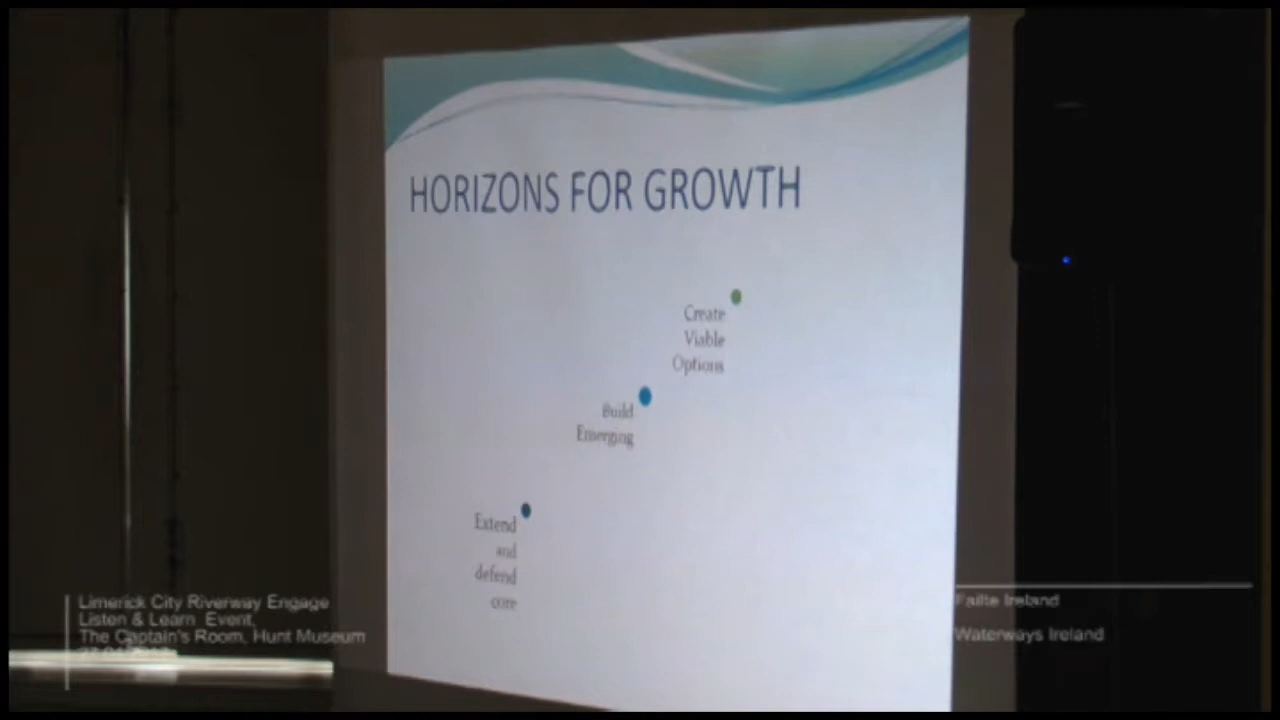 HORIZONS FOR GROWTH
Create
Viable
Options
Build
Emerging
Extend
and
defend
core
Limerick City Riverway Engage
Listen & Learn Event,
The Captain's Room, Hunt Museum
Failte Ireland
Waterways Ireland